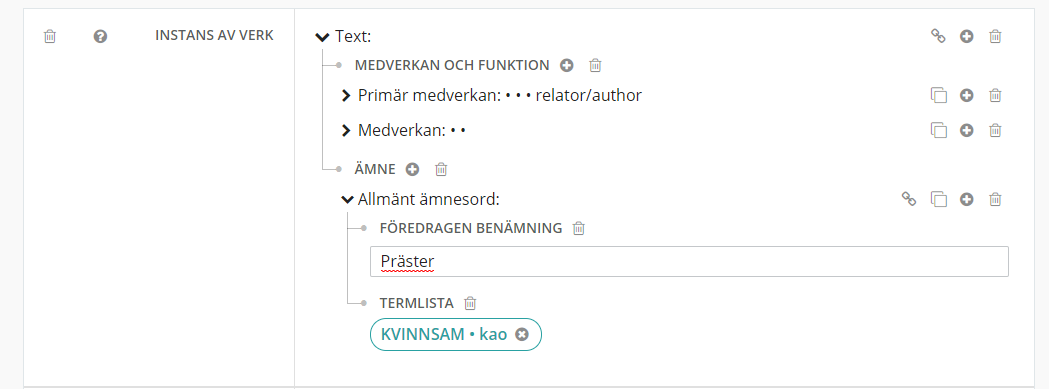 INSTANS AV VERK
Text:
MEDVERKAN OCH FUNKTION
Primär medverkan: • • • relator/author
Medverkan: • •
ÄMNE
Allmänt ämnesord:
FÖREDRAGEN BENÄMNING
Präster
TERMLISTA
KVINNSAM • kao